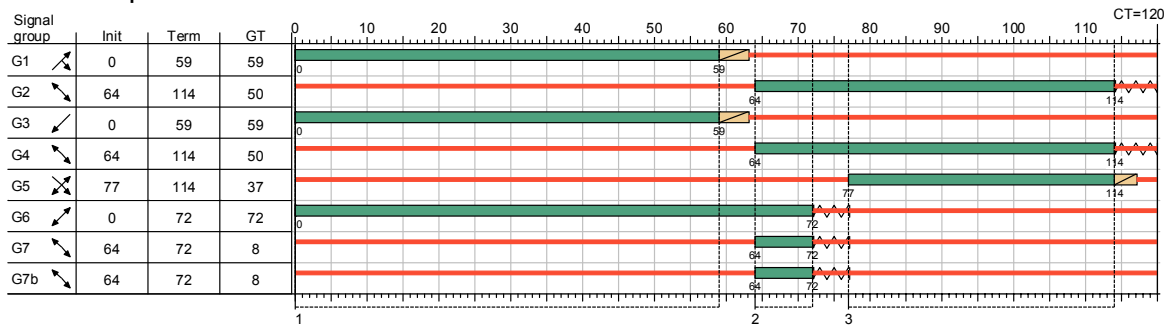 CT=120
Signal group Init Term GT 0 10 20 30 40 50 60 70 80 90 100 110
G1 0 59 59 0 59
G2 64 114 50 64 114
G3 0 59 59 0 59
G4 64 114 50 64 114
G5 77 114 37 77 114
G6 0 72 72 0 72
G7 64 72 8 64 72
G7b 64 72 8 64 72
1 2 3